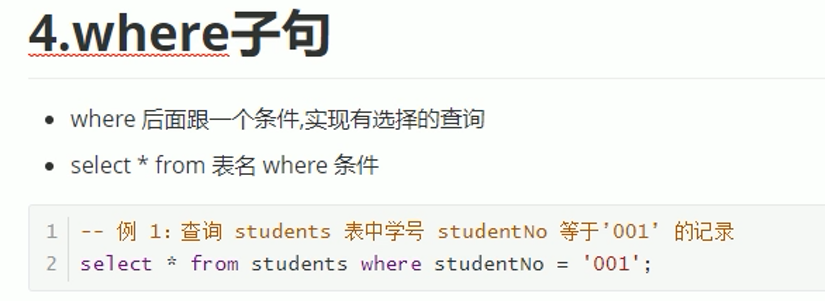 4.where子句
where 后面跟一个条件,实现有选择的查询
select * from 表名 where 条件
1 -- 例 1：查询 students 表中学号 studentNo 等于’001’ 的记录
2 select * from students where studentNo = '001';